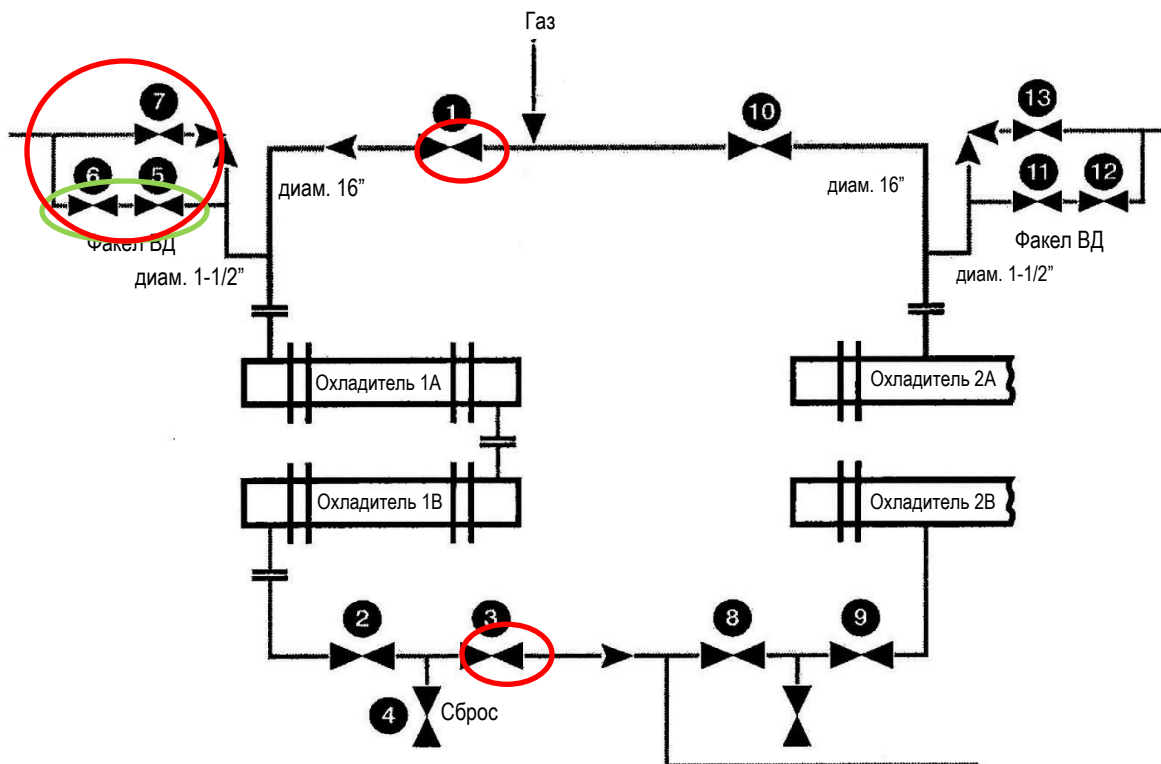 Газ
7
1
10
13
6
5
11
12
диам. 16”
диам. 16”
Факел ВД
Факел ВД
диам. 1-1/2”
диам. 1-1/2”
Охладитель 1А
Охладитель 2А
Охладитель 1В
Охладитель 2В
2
3
8
9
4
Сброс